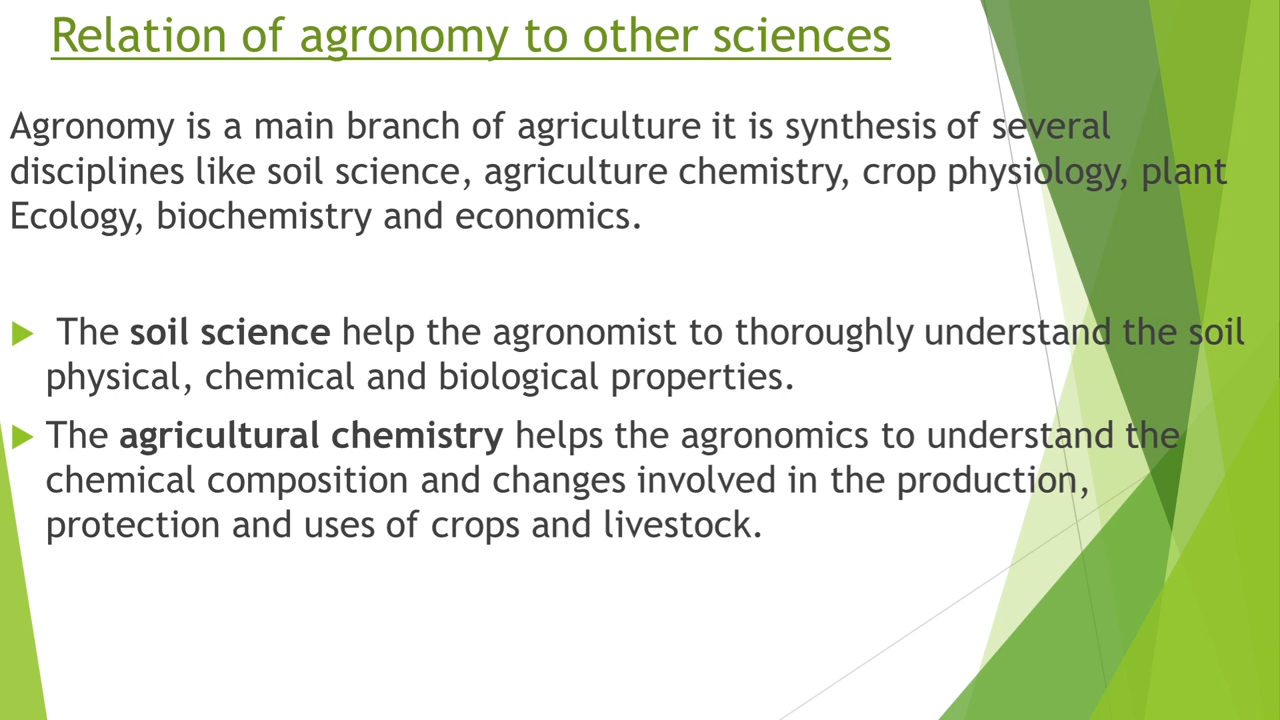 Relation of agronomy to other sciences
Agronomy is a main branch of agriculture it is synthesis of several
disciplines like soil science, agriculture chemistry, crop physiology, plant
Ecology, biochemistry and economics.
The soil science help the agronomist to thoroughly understand the soil
physical, chemical and biological properties.
The agricultural chemistry helps the agronomics to understand the
chemical composition and changes involved in the production,
protection and uses of crops and livestock.